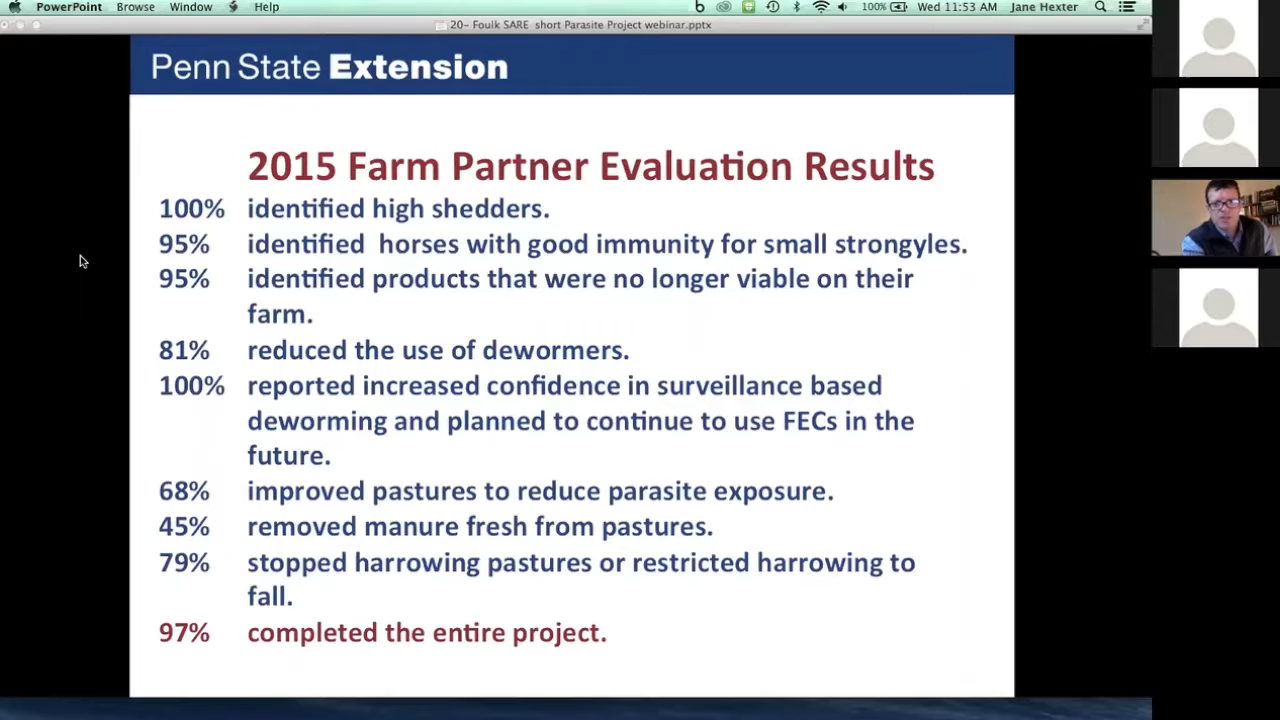 PowerPoint Browse Window Help 100% Wed 11:53 AM Jane Hexter
20- Foulk SARE short Parasite Project webinar.pptx
Penn State Extension
2015 Farm Partner Evaluation Results
100% identified high shedders.
95% identified horses with good immunity for small strongyles.
95% identified products that were no longer viable on their
farm.
81% reduced the use of dewormers.
100% reported increased confidence in surveillance based
deworming and planned to continue to use FECs in the
future.
68% improved pastures to reduce parasite exposure.
45% removed manure fresh from pastures.
79% stopped harrowing pastures or restricted harrowing to
fall.
97% completed the entire project.